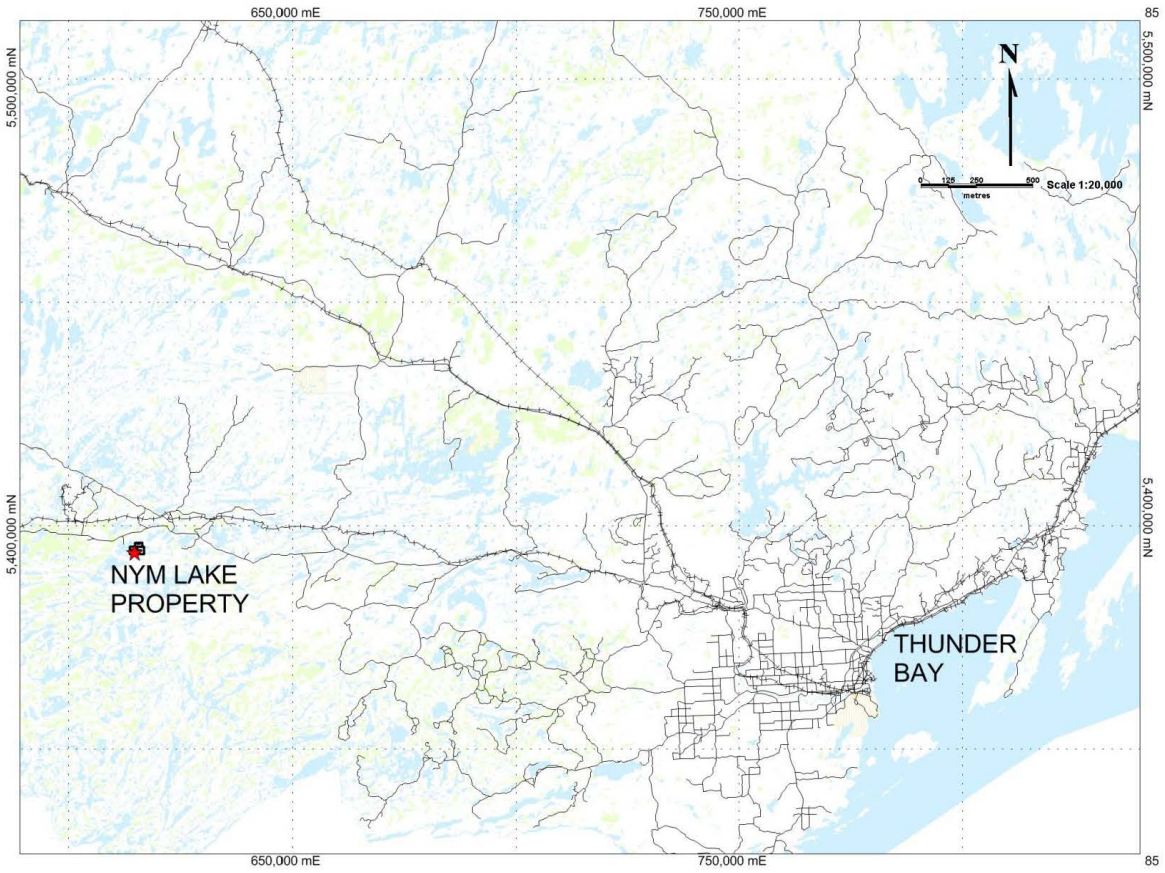 650,000 mE
750,000 mE
85
5,500,000 mN
5,500,000 mN
N
0 125 250 500
Scale 1:20,000
metres
5,400,000 mN
5,400,000 mN
NYM LAKE
PROPERTY
THUNDER
BAY
650,000 mE
750,000 mE
85